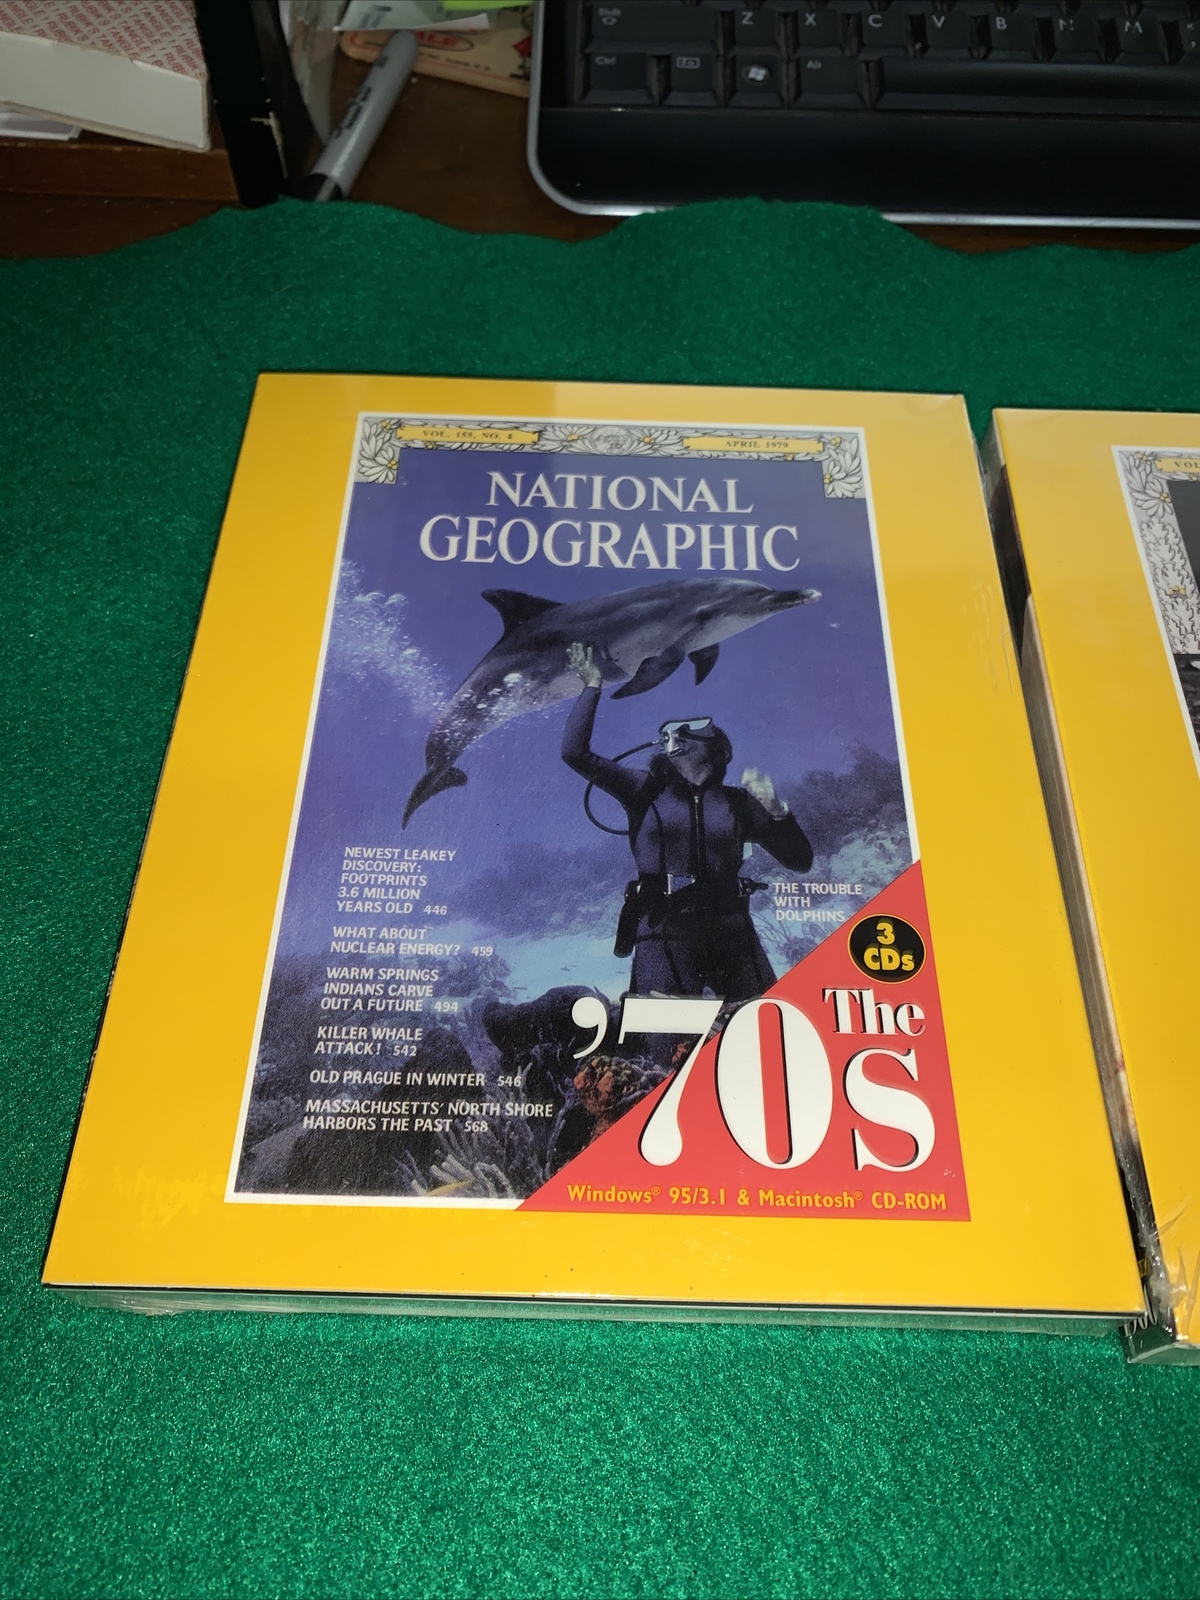 Z X C V B N M
Ctrl Alt
VOL. 155, NO. 4
APRIL 1979
NATIONAL
GEOGRAPHIC
NEWEST LEAKEY
DISCOVERY:
FOOTPRINTS
3.6 MILLION
YEARS OLD 446
WHAT ABOUT
NUCLEAR ENERGY? 459
WARM SPRINGS
INDIANS CARVE
OUT A FUTURE 494
KILLER WHALE
ATTACK! 542
OLD PRAGUE IN WINTER 546
MASSACHUSETTS' NORTH SHORE
HARBORS THE PAST 568
THE TROUBLE
WITH
DOLPHINS
3
CDs
The
'70s
Windows® 95/3.1 & Macintosh® CD-ROM